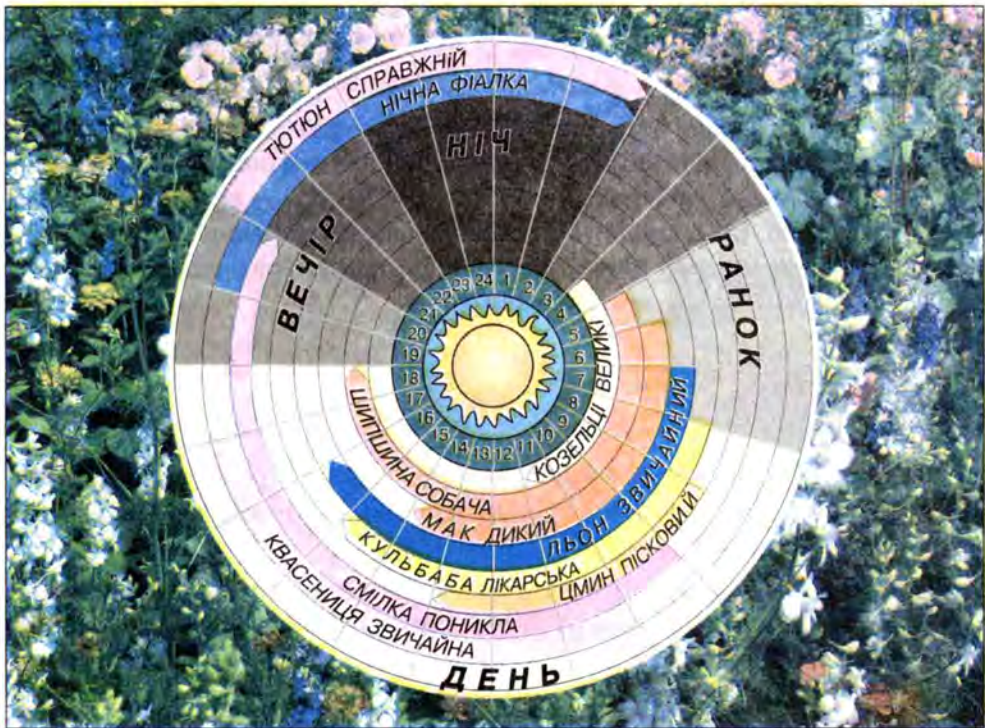 ТЮТЮН СПРАВЖНІЙ
НІЧНА ФІАЛКА
НІЧ
ВЕЧІР
РАНОК
24 1 2 3 4 5 6 7 8 9 10 11 12 13 14 15 16 17 18 19 20 21 22 23
КОЗЕЛЬЦІ ВЕЛИКІ
ШИПШИНА СОБАЧА
МАК ДИКИЙ
ЛЬОН ЗВИЧАЙНИЙ
КУЛЬБАБА ЛІКАРСЬКА
ЦМИН ПІСКОВИЙ
СМІЛКА ПОНИКЛА
КВАСЕНИЦЯ ЗВИЧАЙНА
ДЕНЬ